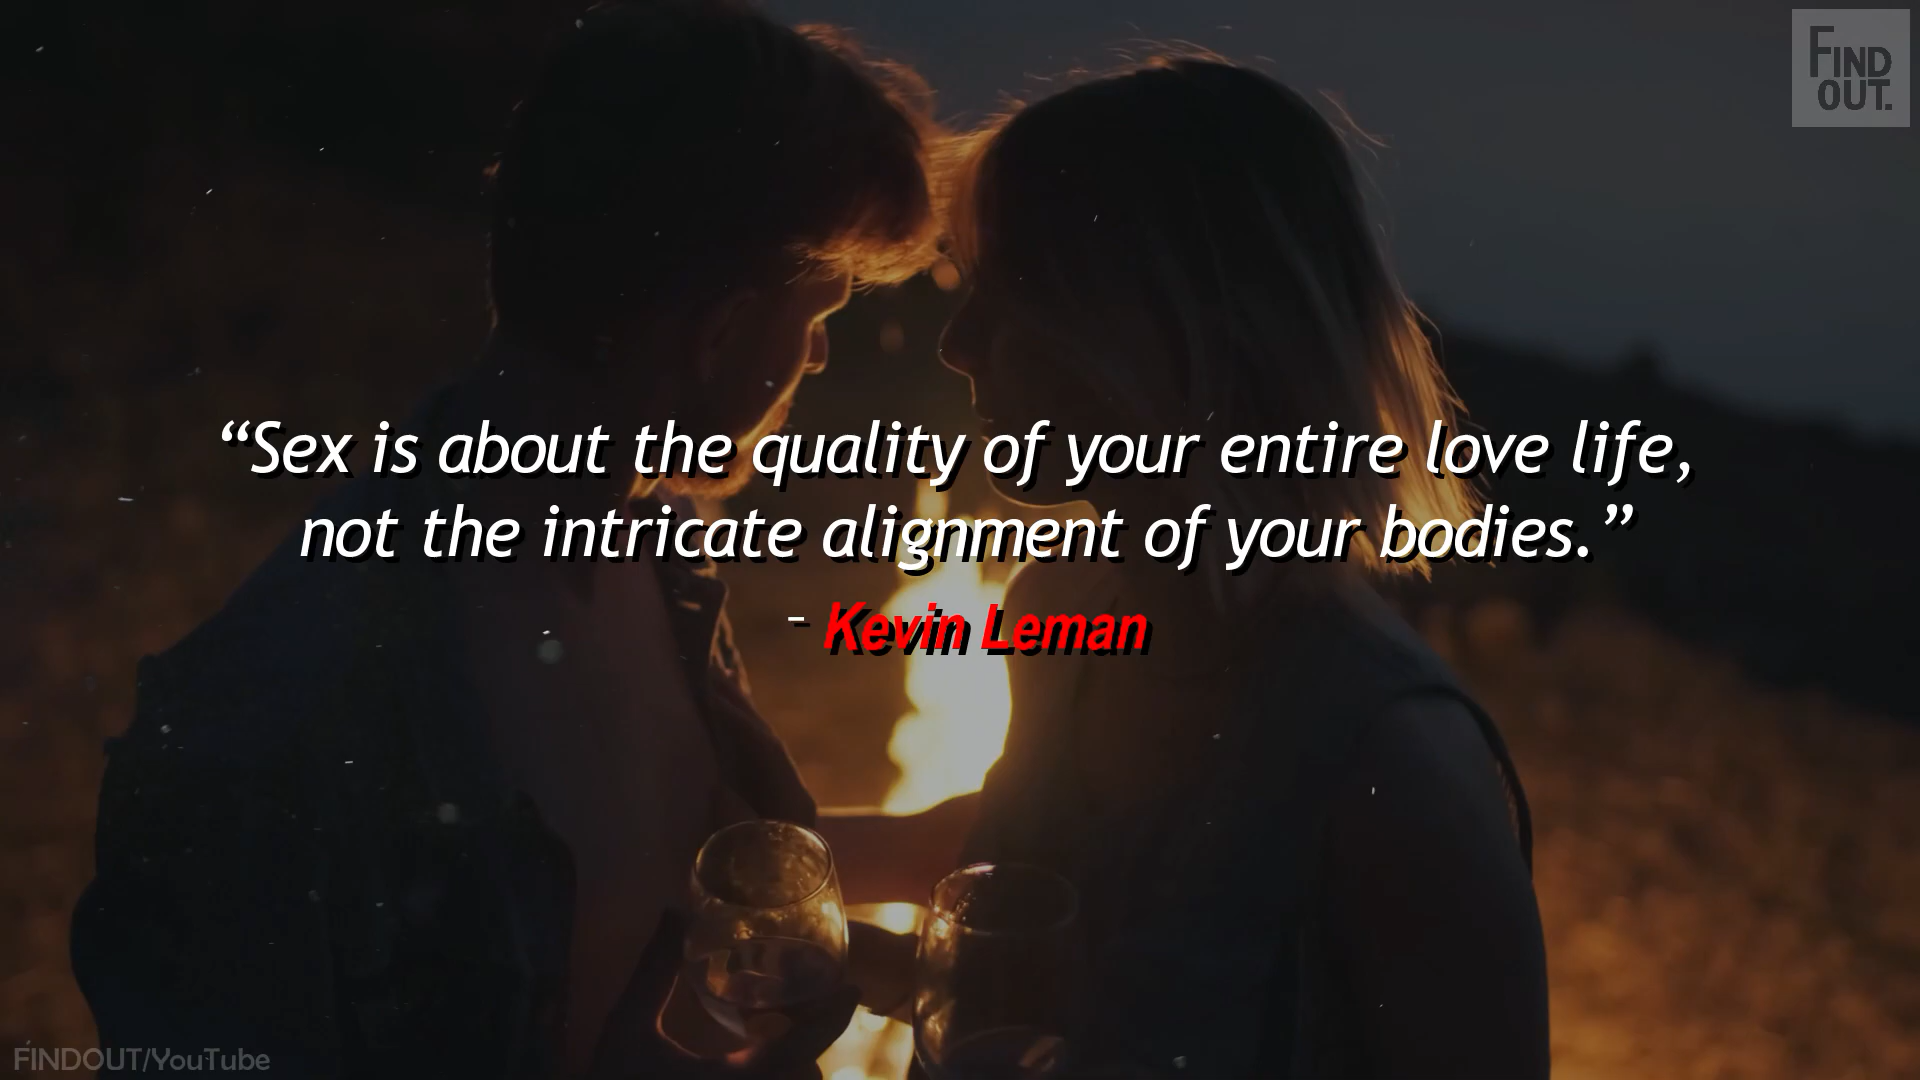 FIND
OUT.
“Sex is about the quality of your entire love life,
not the intricate alignment of your bodies.”
- Kevin Leman
FINDOUT/YouTube